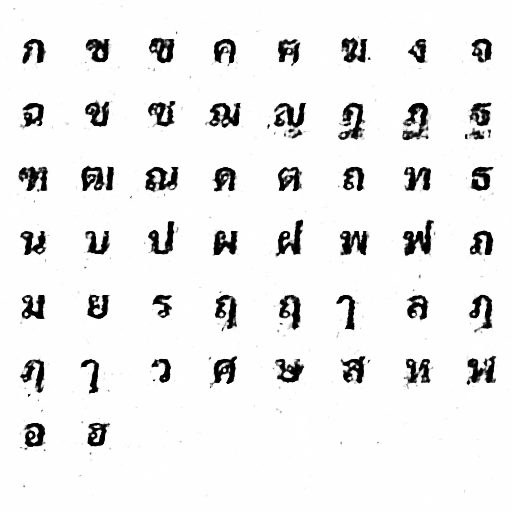 ก ข ฃ ค ฅ ฆ ง จ
ฉ ช ซ ฌ ญ ฎ ฏ ฐ
ฑ ฒ ณ ด ต ถ ท ธ
น บ ป ผ ฝ พ ฟ ภ
ม ย ร ฤ ฤ ๅ ล ฦ
ฦ ๅ ว ศ ษ ส ห ฬ
อ ฮ